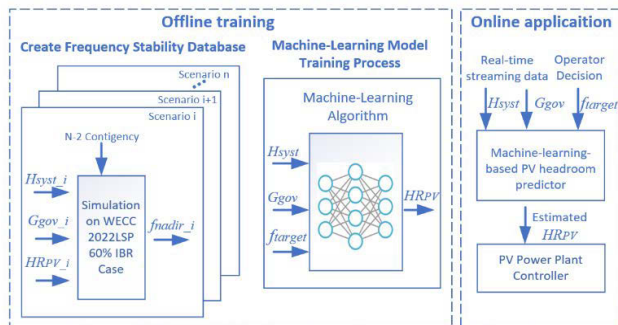 Offline training
Create Frequency Stability Database
Scenario n
Scenario i+1
Scenario i
N-2 Contigency
Hsyst_i
Ggov_i
HRPV_i
Simulation
on WECC
2022LSP
60% IBR
Case
fnadir_i
Machine-Learning Model
Training Process
Machine-Learning
Algorithm
Hsyst
Ggov
ftarget
HRPV
Online applicaition
Real-time
streaming data
Operator
Decision
Hsyst
Ggov
ftarget
Machine-learning-
based PV headroom
predictor
Estimated
HRPV
PV Power Plant
Controller